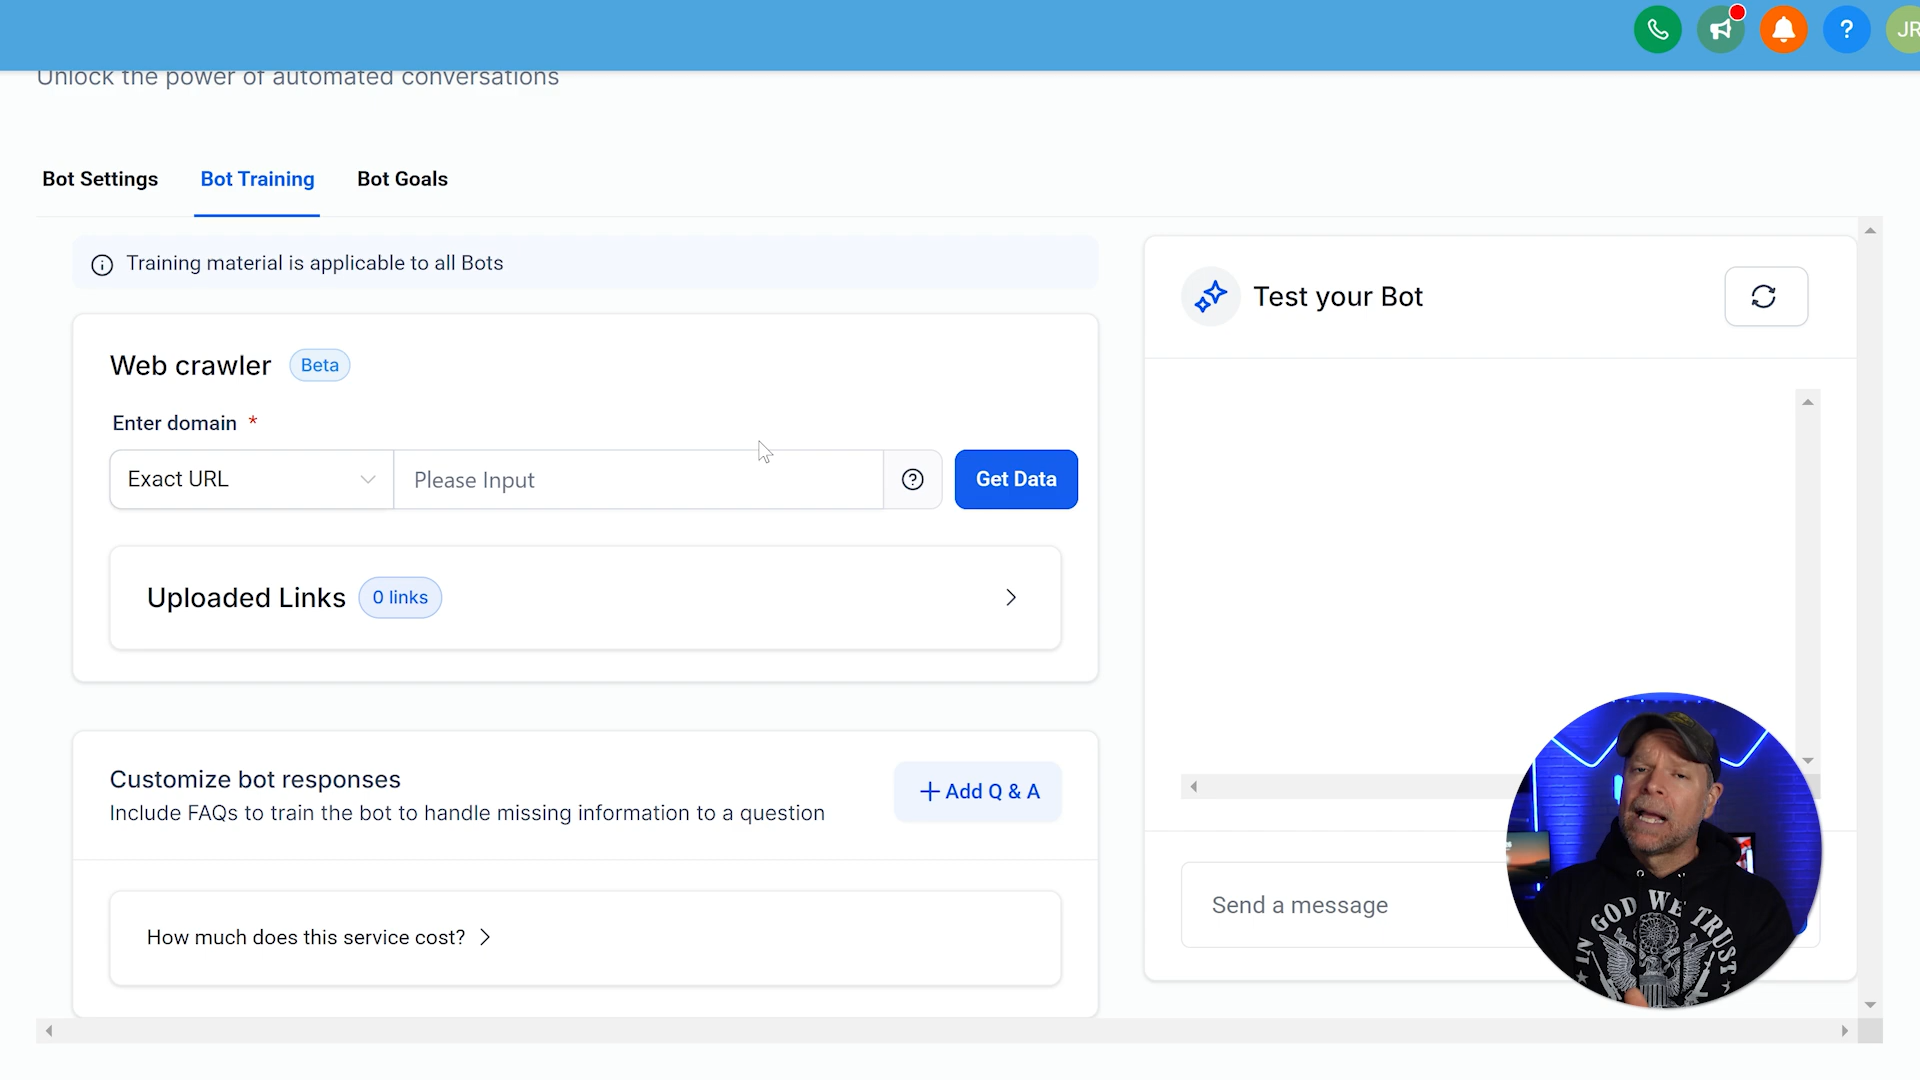 JR
Unlock the power of automated conversations
Bot Settings
Bot Training
Bot Goals
Training material is applicable to all Bots
Web crawler
Beta
Enter domain *
Exact URL
Please Input
Get Data
Uploaded Links
0 links
Customize bot responses
Include FAQs to train the bot to handle missing information to a question
+ Add Q & A
How much does this service cost?
Test your Bot
Send a message
IN GOD WE TRUST